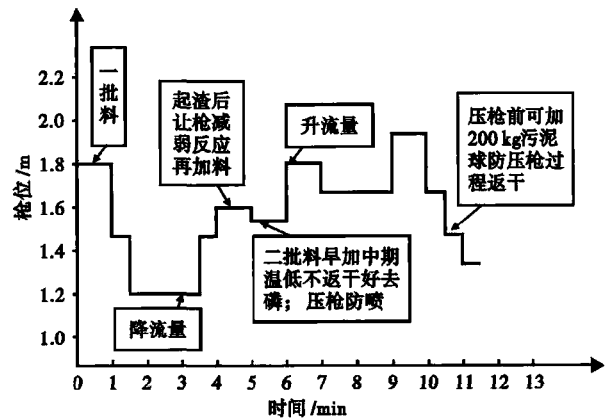 一
批
料
起渣后
让枪减
弱反应
再加料
升流量
压枪前可加
200 kg污泥
球防压枪过
程返干
二批料早加中期
温低不返干好去
磷；压枪防喷
降流量
枪位/m
2.2
2.0
1.8
1.6
1.4
1.2
1.0
0 1 2 3 4 5 6 7 8 9 10 11 12 13
时间/min